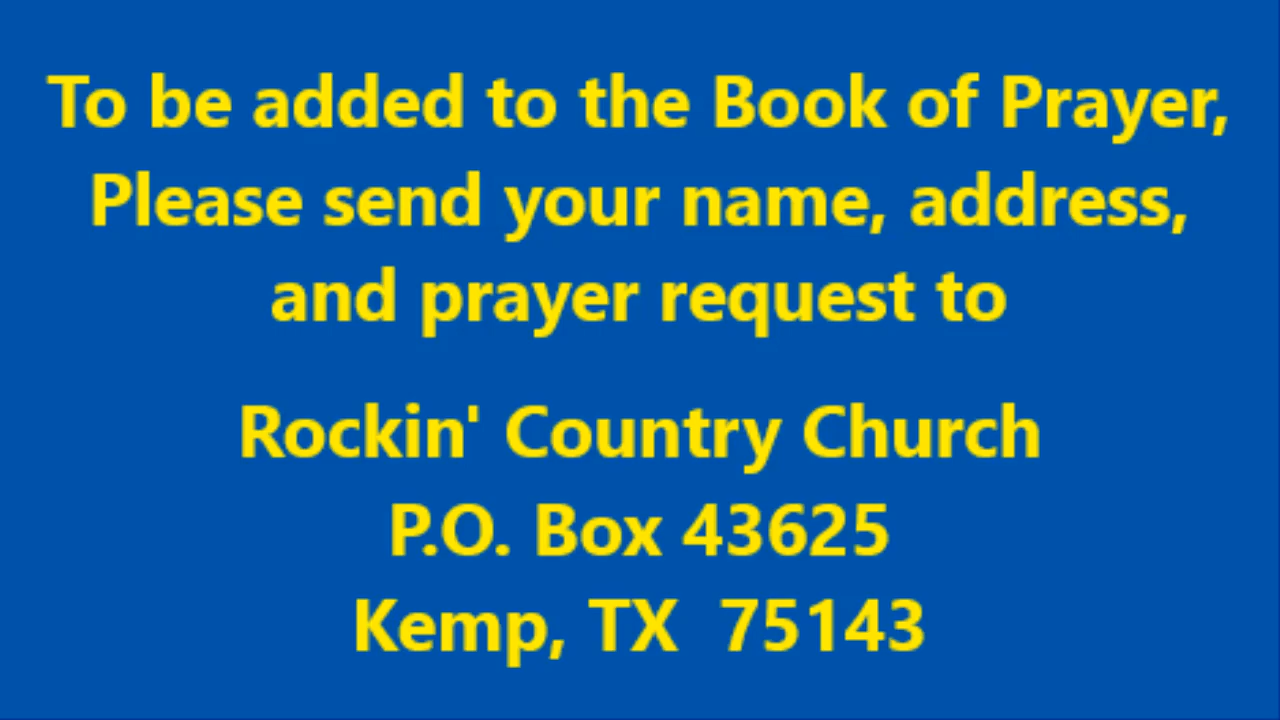 To be added to the Book of Prayer,
Please send your name, address,
and prayer request to
Rockin' Country Church
P.O. Box 43625
Kemp, TX  75143